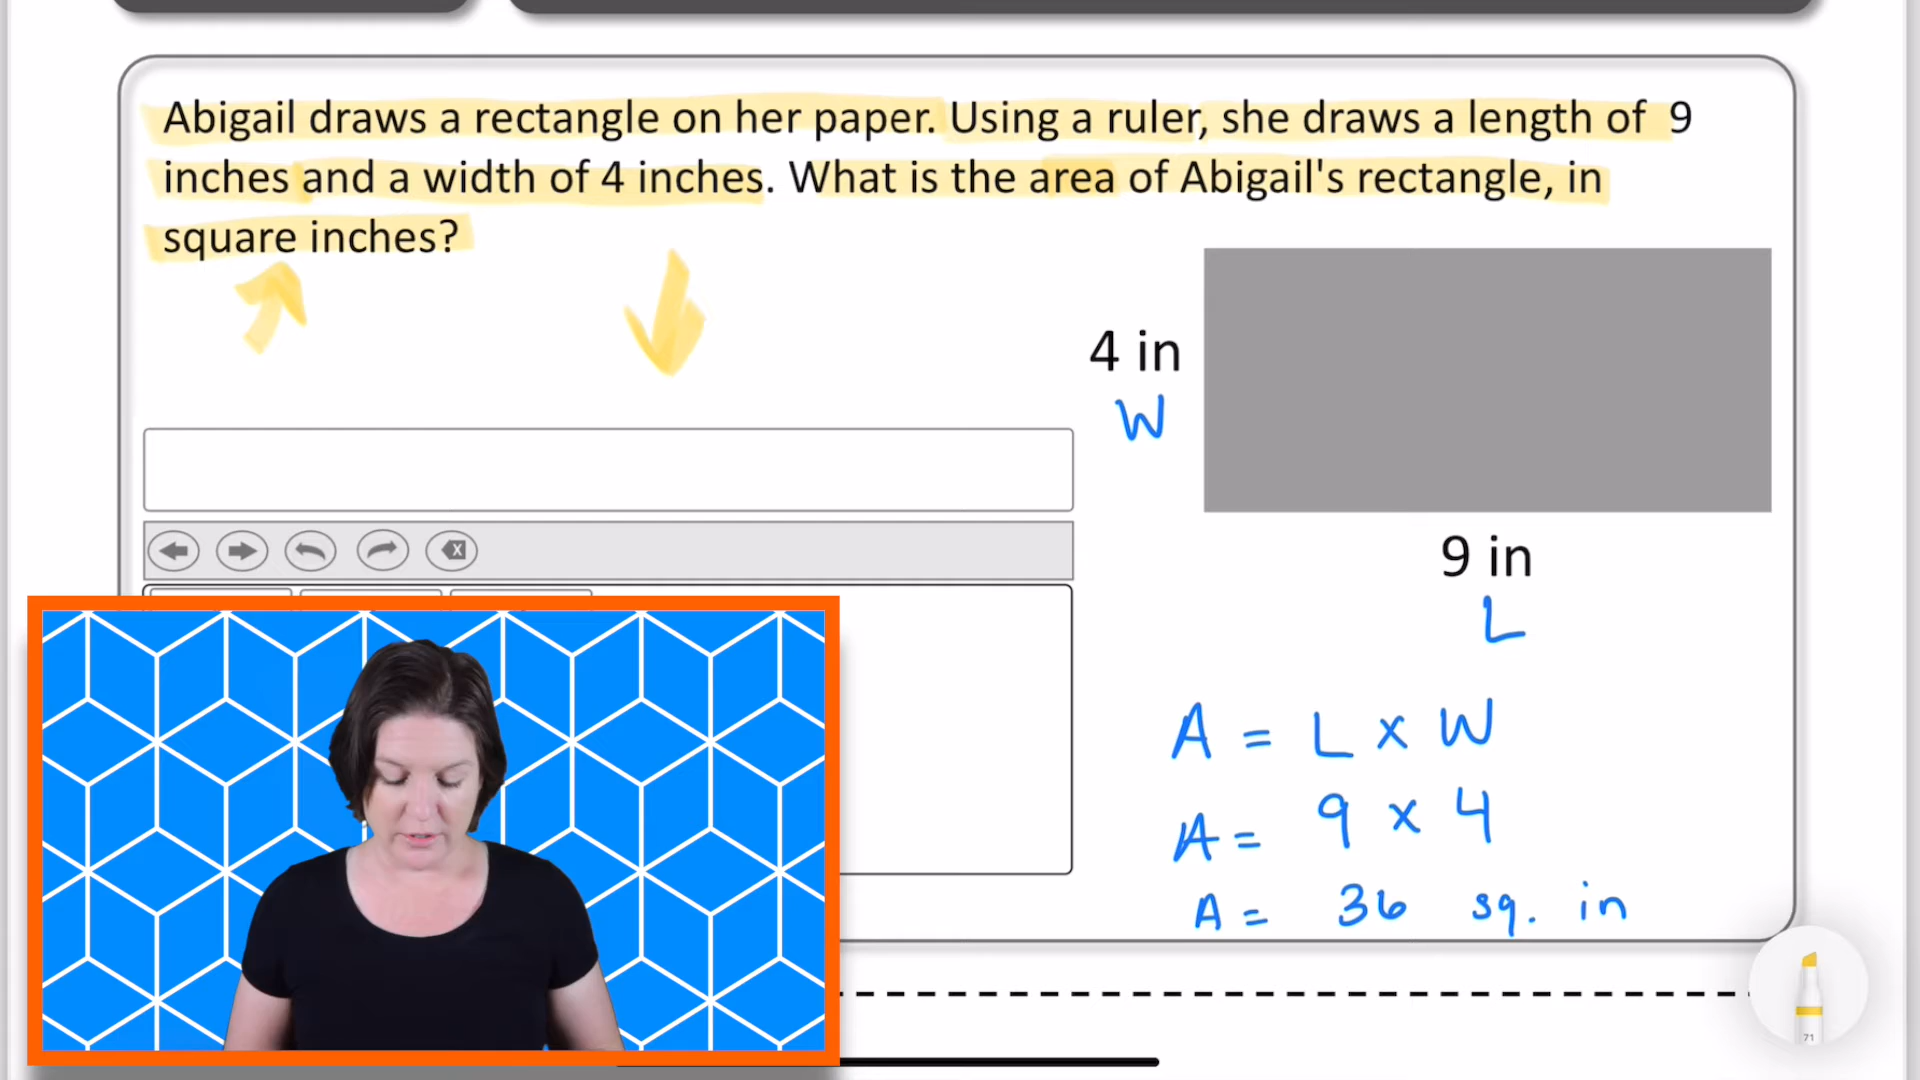 Abigail draws a rectangle on her paper. Using a ruler, she draws a length of 9
inches and a width of 4 inches. What is the area of Abigail's rectangle, in
square inches?
4 in
W
9 in
L
A = L x W
A = 9 x 4
A = 36 sq. in
71